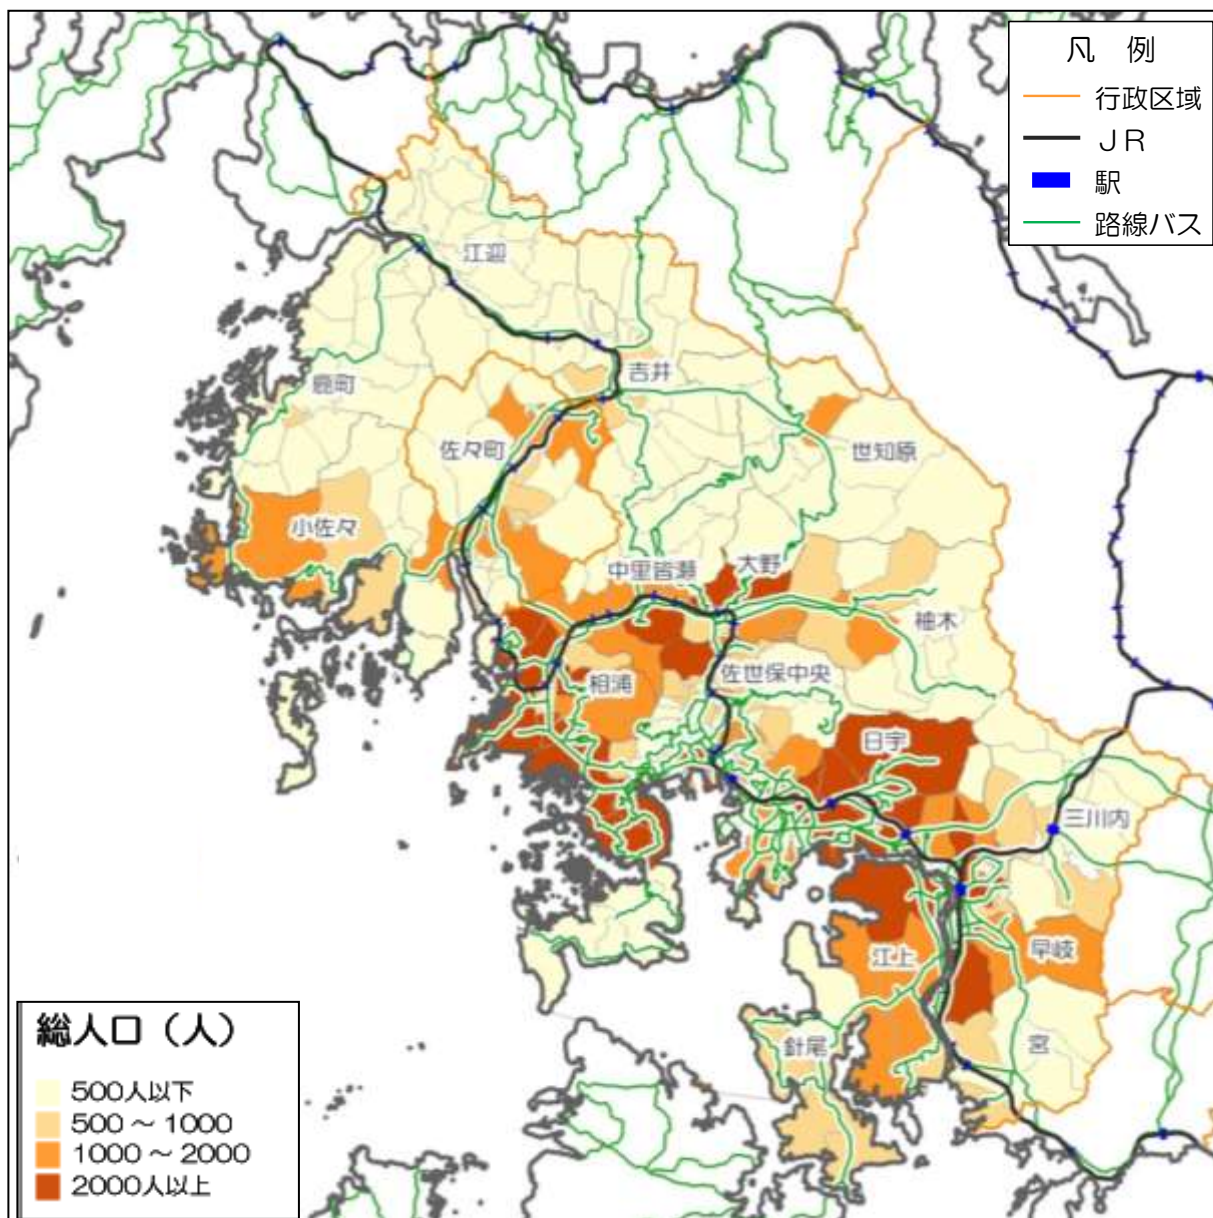 凡 例
行政区域
ＪＲ
駅
路線バス
江迎
吉井
鹿町
佐々町
世知原
小佐々
中里皆瀬
大野
柚木
相浦
佐世保中央
日宇
三川内
江上
早岐
針尾
宮
総人口（人）
500人以下
500～1000
1000～2000
2000人以上